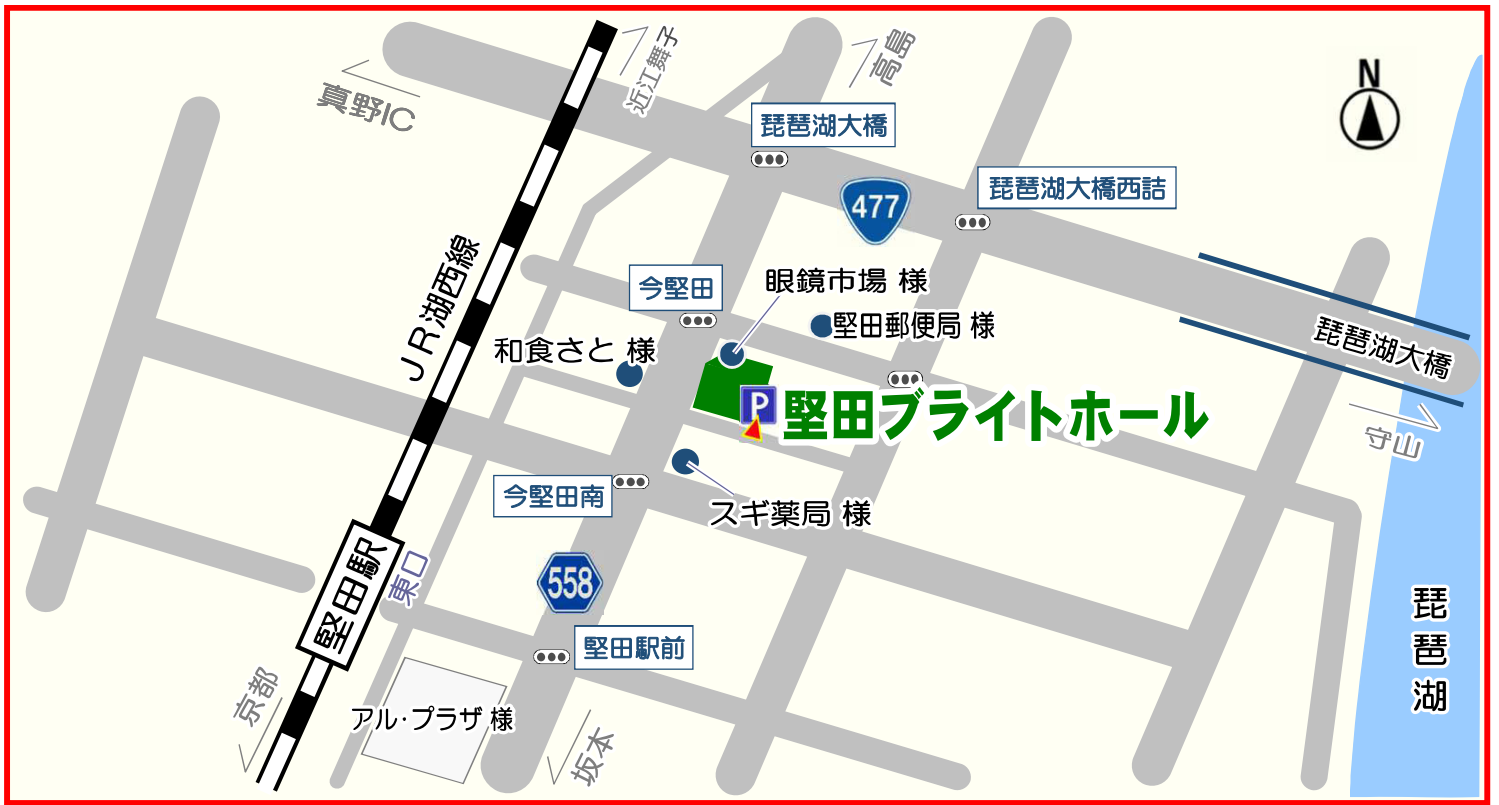 近江舞子
高島
真野IC
N
琵琶湖大橋
琵琶湖大橋西詰
477
JR湖西線
今堅田
眼鏡市場 様
堅田郵便局 様
和食さと 様
琵琶湖大橋
P
堅田ブライトホール
守山
今堅田南
スギ薬局 様
堅田駅
東口
558
堅田駅前
琵琶湖
京都
アル・プラザ 様
坂本